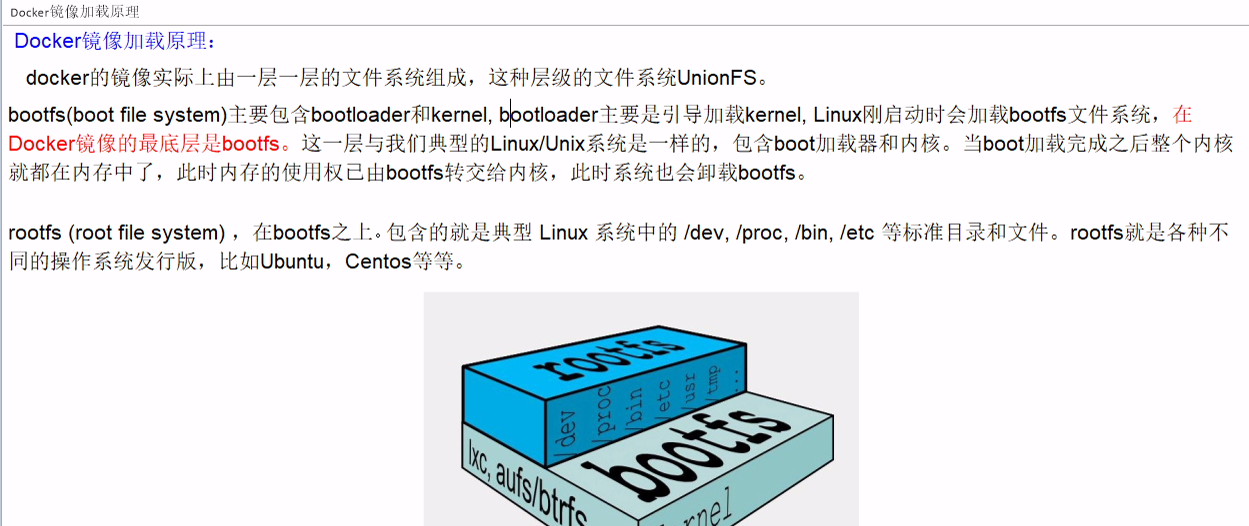 Docker镜像加载原理
Docker镜像加载原理：
docker的镜像实际上由一层一层的文件系统组成，这种层级的文件系统UnionFS。
bootfs(boot file system)主要包含bootloader和kernel, bootloader主要是引导加载kernel, Linux刚启动时会加载bootfs文件系统，在
Docker镜像的最底层是bootfs。这一层与我们典型的Linux/Unix系统是一样的，包含boot加载器和内核。当boot加载完成之后整个内核
就都在内存中了，此时内存的使用权已由bootfs转交给内核，此时系统也会卸载bootfs。
rootfs (root file system) ，在bootfs之上。包含的就是典型 Linux 系统中的 /dev, /proc, /bin, /etc 等标准目录和文件。rootfs就是各种不
同的操作系统发行版，比如Ubuntu，Centos等等。
rootfs
/dev
/proc
/bin
/etc
/usr
/tmp
...
bootfs
lxc, aufs/btrfs